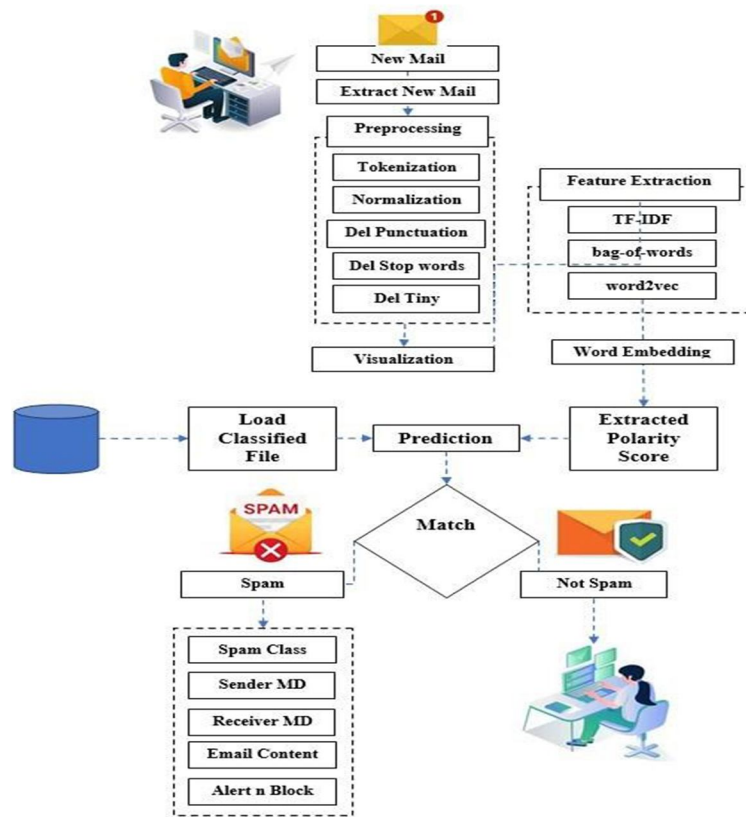 1
New Mail
Extract New Mail
Preprocessing
Tokenization
Normalization
Del Punctuation
Del Stop words
Del Tiny
Visualization
Feature Extraction
TF-IDF
bag-of-words
word2vec
Word Embedding
Load
Classified
File
Prediction
Extracted
Polarity
Score
Match
SPAM
Spam
Not Spam
Spam Class
Sender MD
Receiver MD
Email Content
Alert n Block